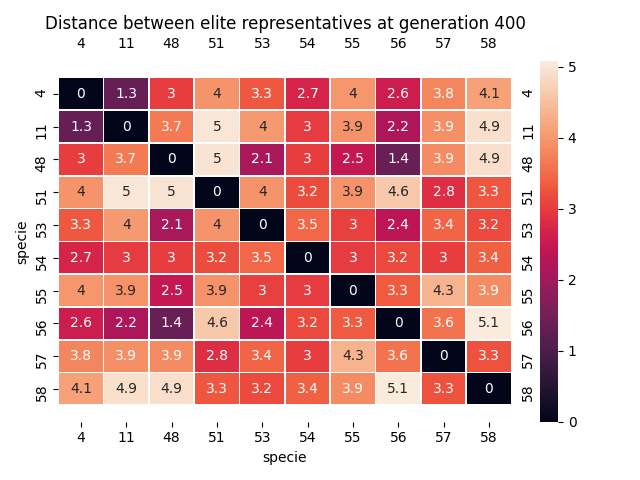 Distance between elite representatives at generation 400
4 11 48 51 53 54 55 56 57 58
4 0 1.3 3 4 3.3 2.7 4 2.6 3.8 4.1 4
11 1.3 0 3.7 5 4 3 3.9 2.2 3.9 4.9 11
48 3 3.7 0 5 2.1 3 2.5 1.4 3.9 4.9 48
51 4 5 5 0 4 3.2 3.9 4.6 2.8 3.3 51
53 3.3 4 2.1 4 0 3.5 3 2.4 3.4 3.2 53
54 2.7 3 3 3.2 3.5 0 3 3.2 3 3.4 54
55 4 3.9 2.5 3.9 3 3 0 3.3 4.3 3.9 55
56 2.6 2.2 1.4 4.6 2.4 3.2 3.3 0 3.6 5.1 56
57 3.8 3.9 3.9 2.8 3.4 3 4.3 3.6 0 3.3 57
58 4.1 4.9 4.9 3.3 3.2 3.4 3.9 5.1 3.3 0 58
4 11 48 51 53 54 55 56 57 58
specie
specie
5
4
3
2
1
0